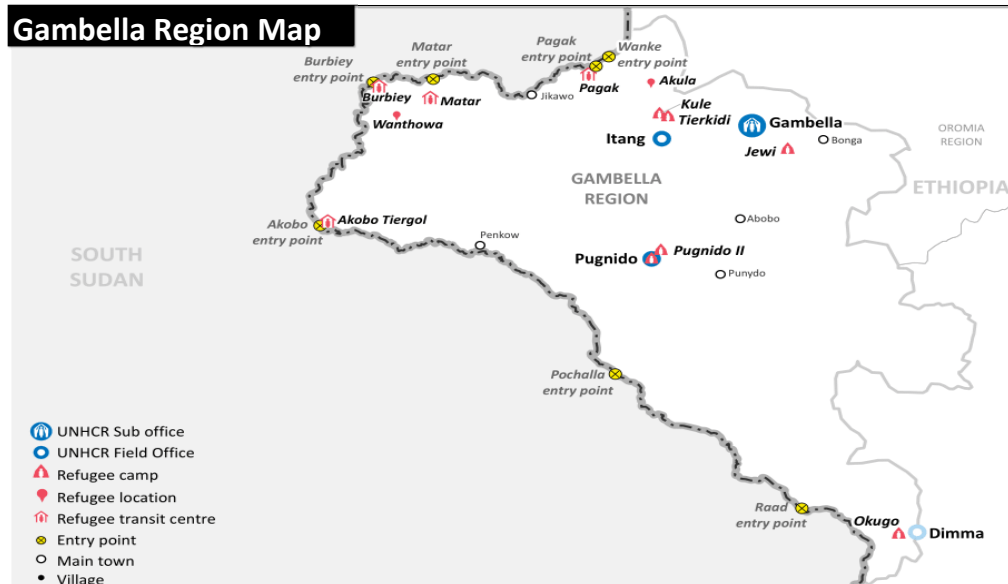 Gambella Region Map
Burbiey
entry point
Matar
entry point
Pagak
entry point
Wanke
entry point
Burbiey
Matar
Jikawo
Pagak
Akula
Wanthowa
Kule
Tierkidi
Itang
Gambella
Bonga
Jewi
OROMIA
REGION
GAMBELLA
REGION
ETHIOPIA
Akobo
entry point
Akobo Tiergol
Abobo
Penkow
SOUTH
SUDAN
Pugnido
Pugnido II
Punydo
Pochalla
entry point
UNHCR Sub office
UNHCR Field Office
Refugee camp
Refugee location
Refugee transit centre
Entry point
Main town
Village
Raad
entry point
Okugo
Dimma